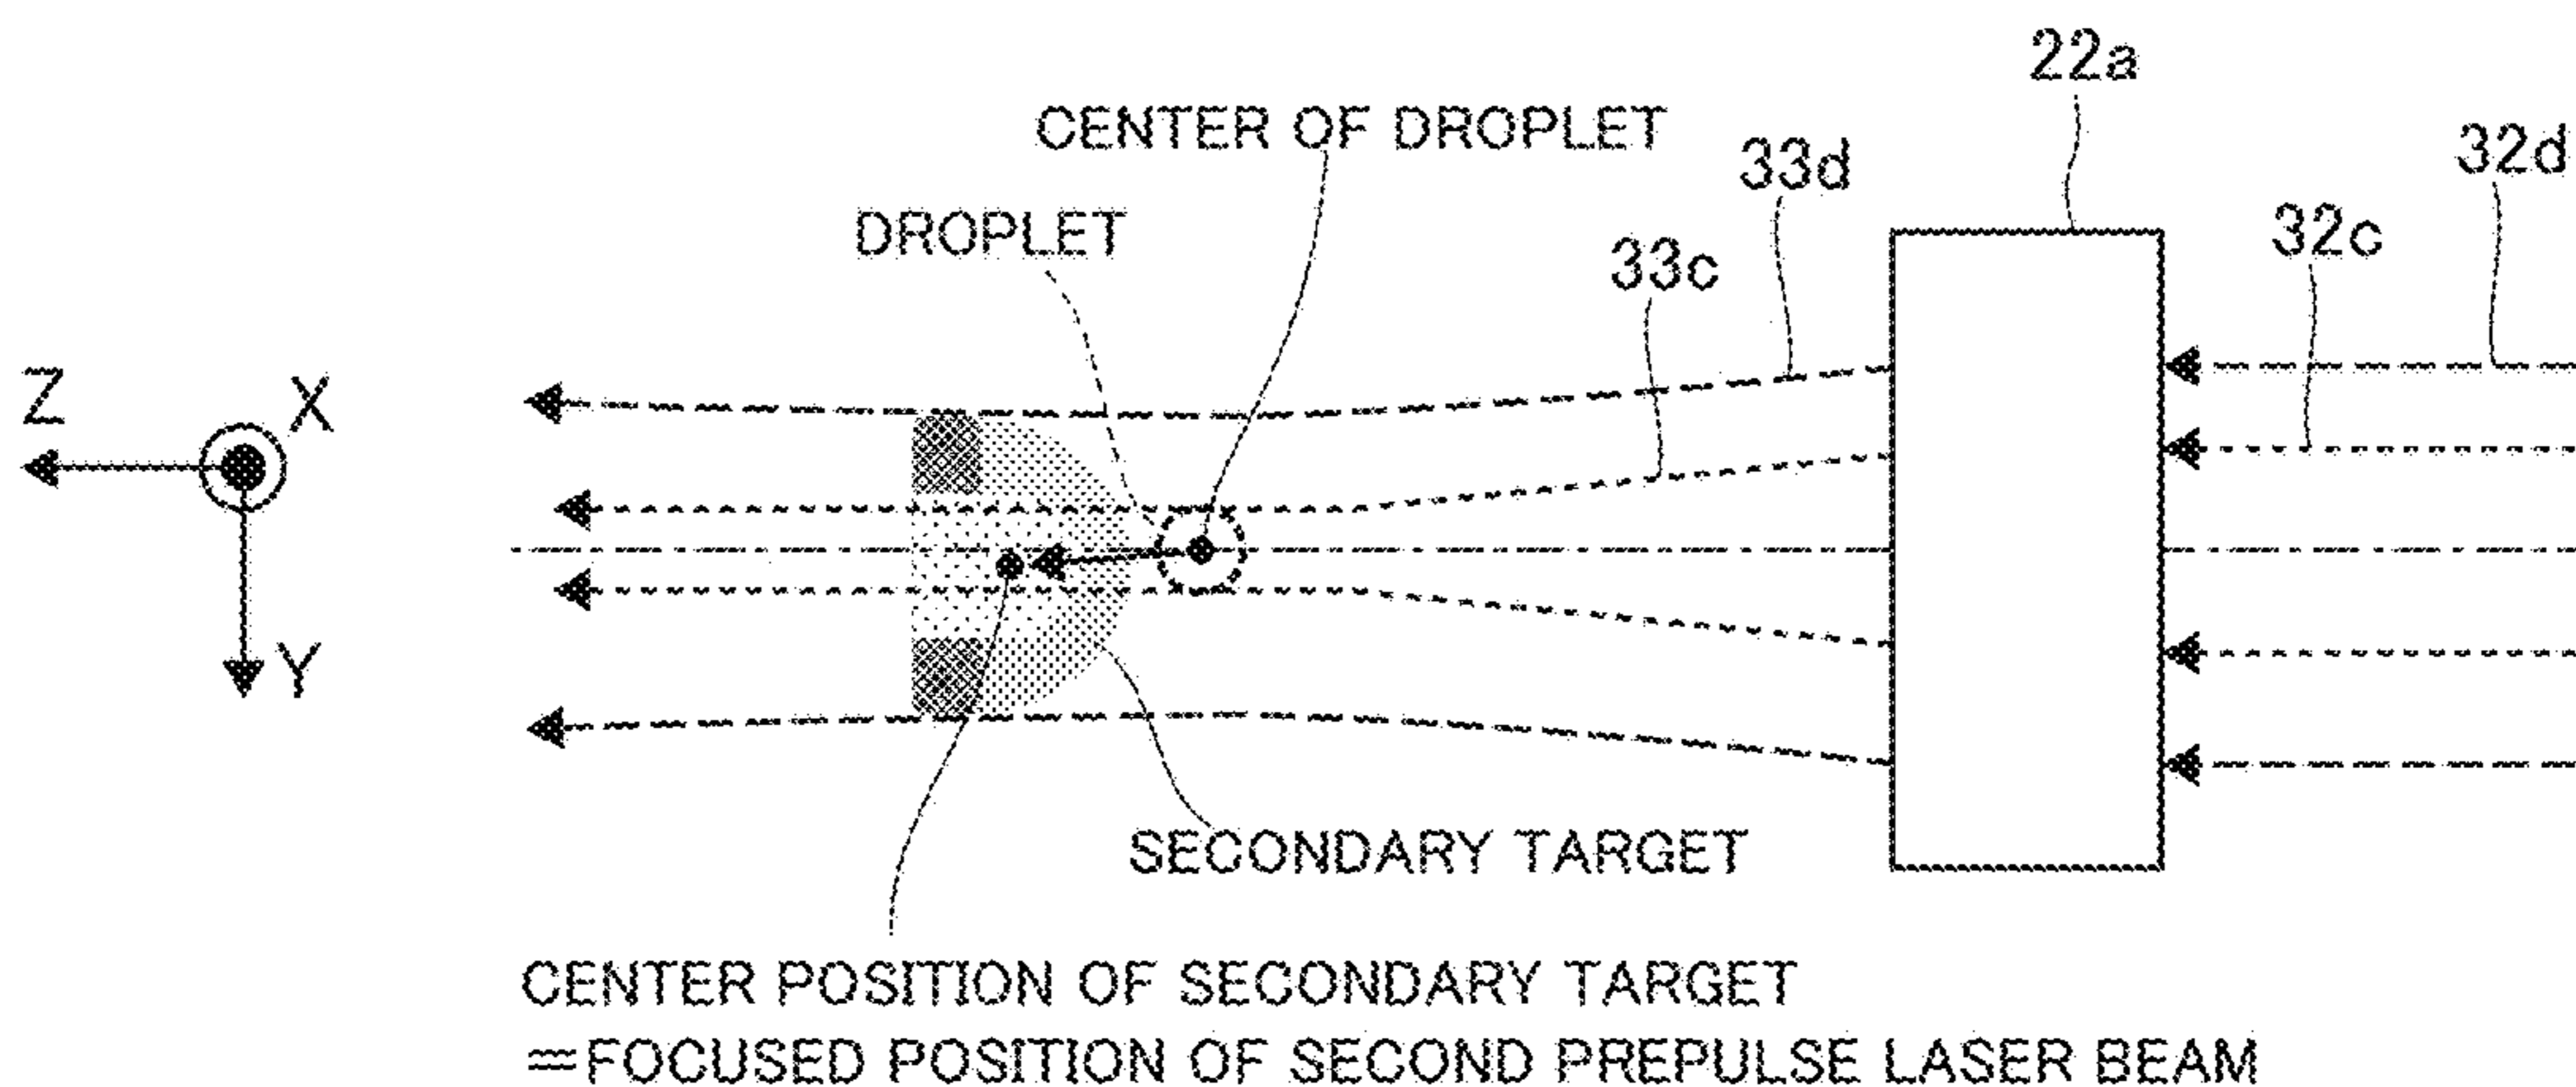 22a
CENTER OF DROPLET
33d
32d
DROPLET
33c
32c
Z
X
Y
SECONDARY TARGET
CENTER POSITION OF SECONDARY TARGET
=FOCUSED POSITION OF SECOND PREPULSE LASER BEAM